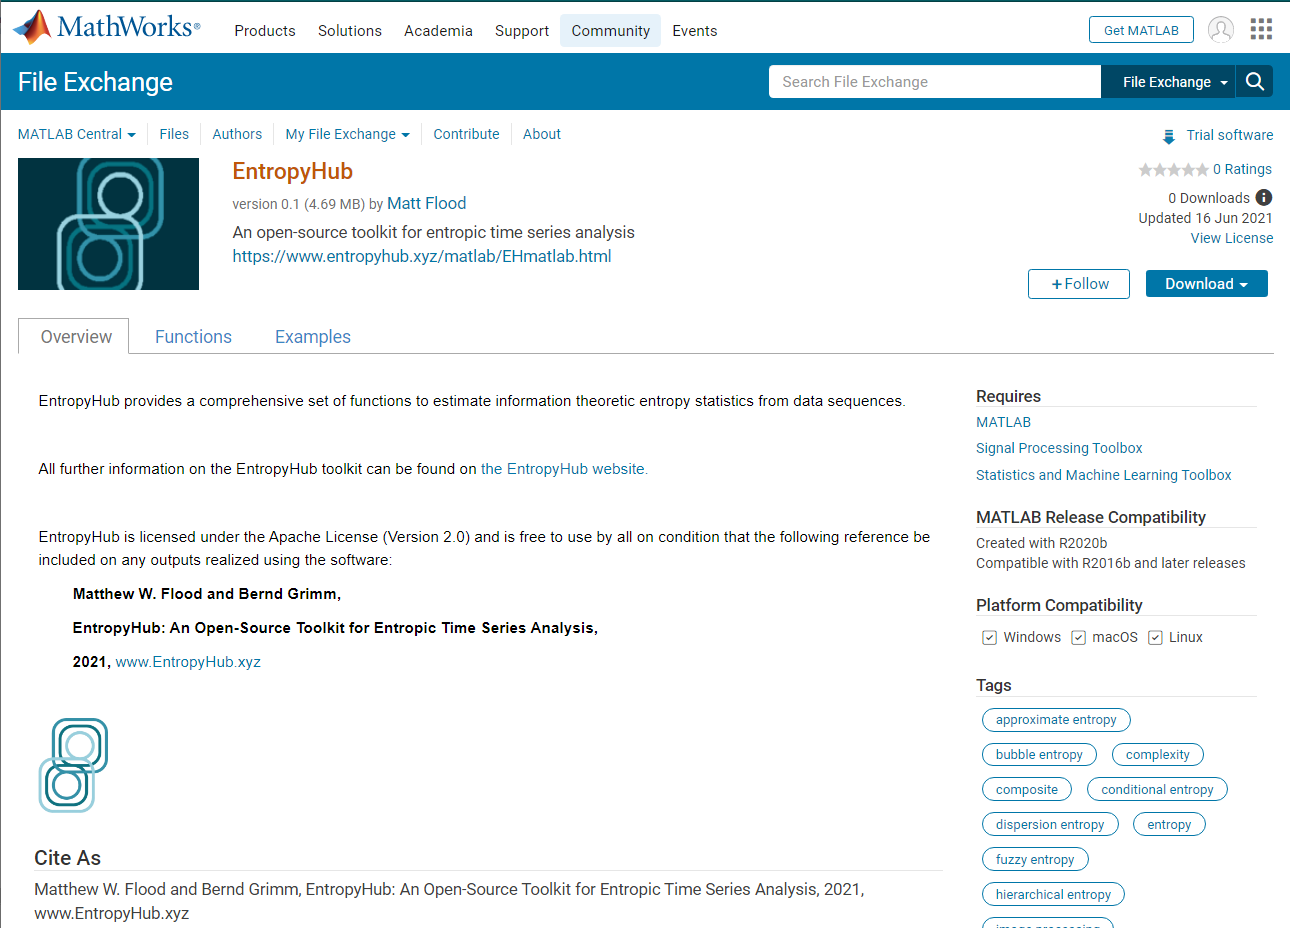 MathWorks®
Products Solutions Academia Support Community Events
Get MATLAB
File Exchange
Search File Exchange
File Exchange
MATLAB Central Files Authors My File Exchange Contribute About
Trial software
EntropyHub
version 0.1 (4.69 MB) by Matt Flood
An open-source toolkit for entropic time series analysis
https://www.entropyhub.xyz/matlab/EHmatlab.html
0 Ratings
0 Downloads
Updated 16 Jun 2021
View License
+Follow
Download
Overview Functions Examples
EntropyHub provides a comprehensive set of functions to estimate information theoretic entropy statistics from data sequences.
All further information on the EntropyHub toolkit can be found on the EntropyHub website.
EntropyHub is licensed under the Apache License (Version 2.0) and is free to use by all on condition that the following reference be
included on any outputs realized using the software:
Matthew W. Flood and Bernd Grimm,
EntropyHub: An Open-Source Toolkit for Entropic Time Series Analysis,
2021, www.EntropyHub.xyz
Cite As
Matthew W. Flood and Bernd Grimm, EntropyHub: An Open-Source Toolkit for Entropic Time Series Analysis, 2021,
www.EntropyHub.xyz
Requires
MATLAB
Signal Processing Toolbox
Statistics and Machine Learning Toolbox
MATLAB Release Compatibility
Created with R2020b
Compatible with R2016b and later releases
Platform Compatibility
Windows macOS Linux
Tags
approximate entropy
bubble entropy complexity
composite conditional entropy
dispersion entropy entropy
fuzzy entropy
hierarchical entropy
image processing